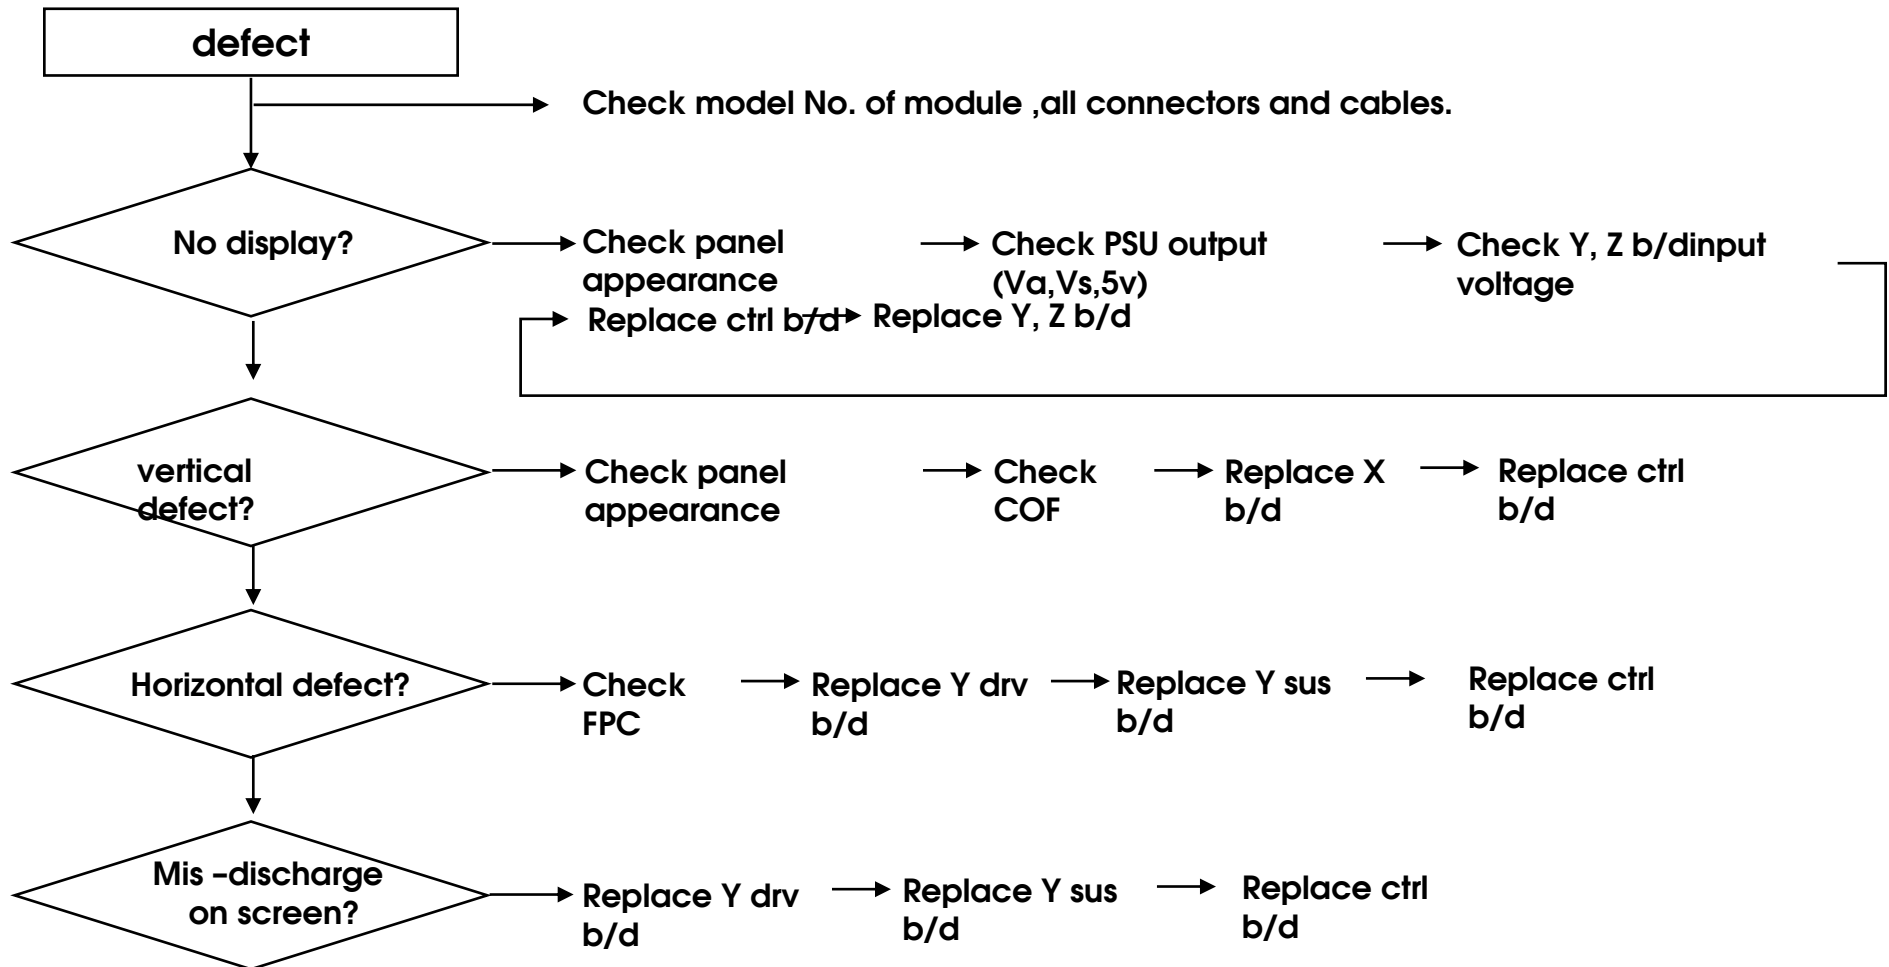 defect
Check model No. of module ,all connectors and cables.
No display?
Check panel
appearance
Check PSU output
(Va,Vs,5v)
Check Y, Z b/dinput
voltage
Replace ctrl b/d
Replace Y, Z b/d
vertical
defect?
Check panel
appearance
Check
COF
Replace X
b/d
Replace ctrl
b/d
Horizontal defect?
Check
FPC
Replace Y drv
b/d
Replace Y sus
b/d
Replace ctrl
b/d
Mis –discharge
on screen?
Replace Y drv
b/d
Replace Y sus
b/d
Replace ctrl
b/d